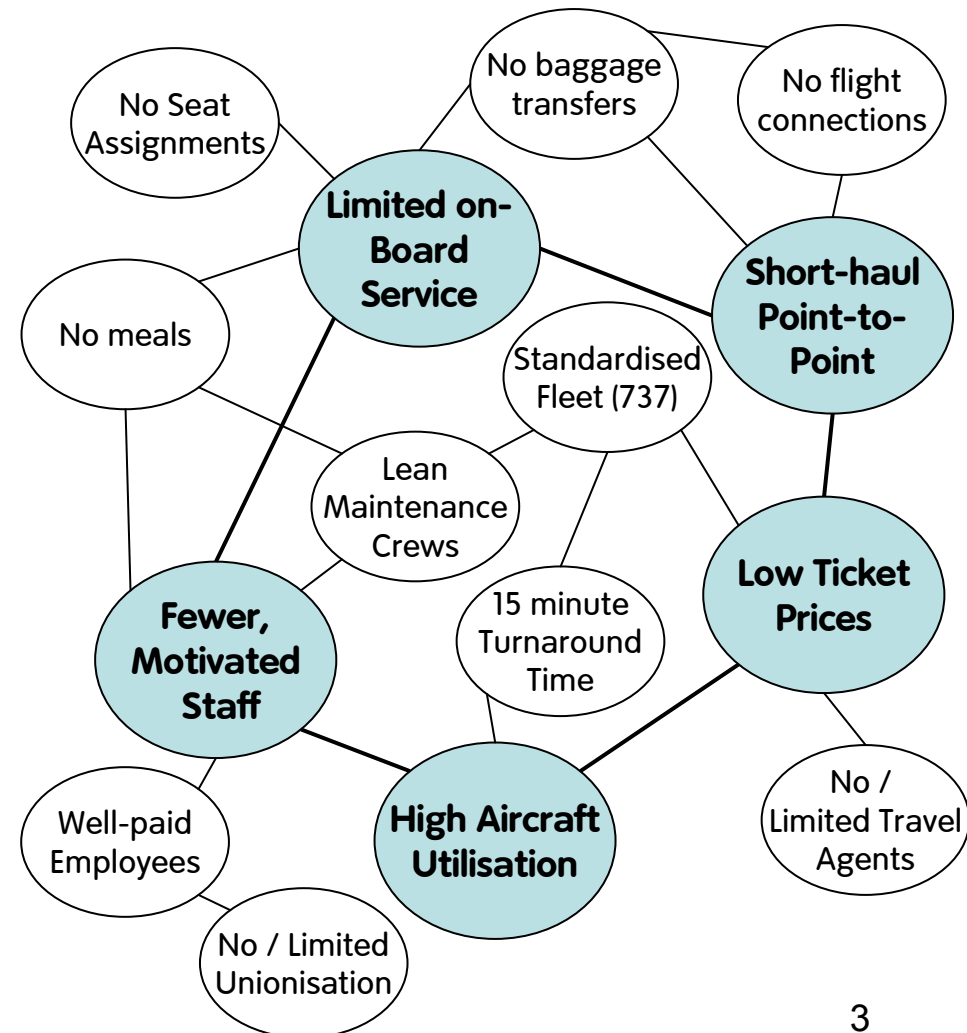 No baggage
transfers
No flight
connections
No Seat
Assignments
Limited on-
Board
Service
Short-haul
Point-to-
Point
No meals
Standardised
Fleet (737)
Lean
Maintenance
Crews
Low Ticket
Prices
15 minute
Turnaround
Time
Fewer,
Motivated
Staff
No /
Limited Travel
Agents
Well-paid
Employees
High Aircraft
Utilisation
No / Limited
Unionisation
3